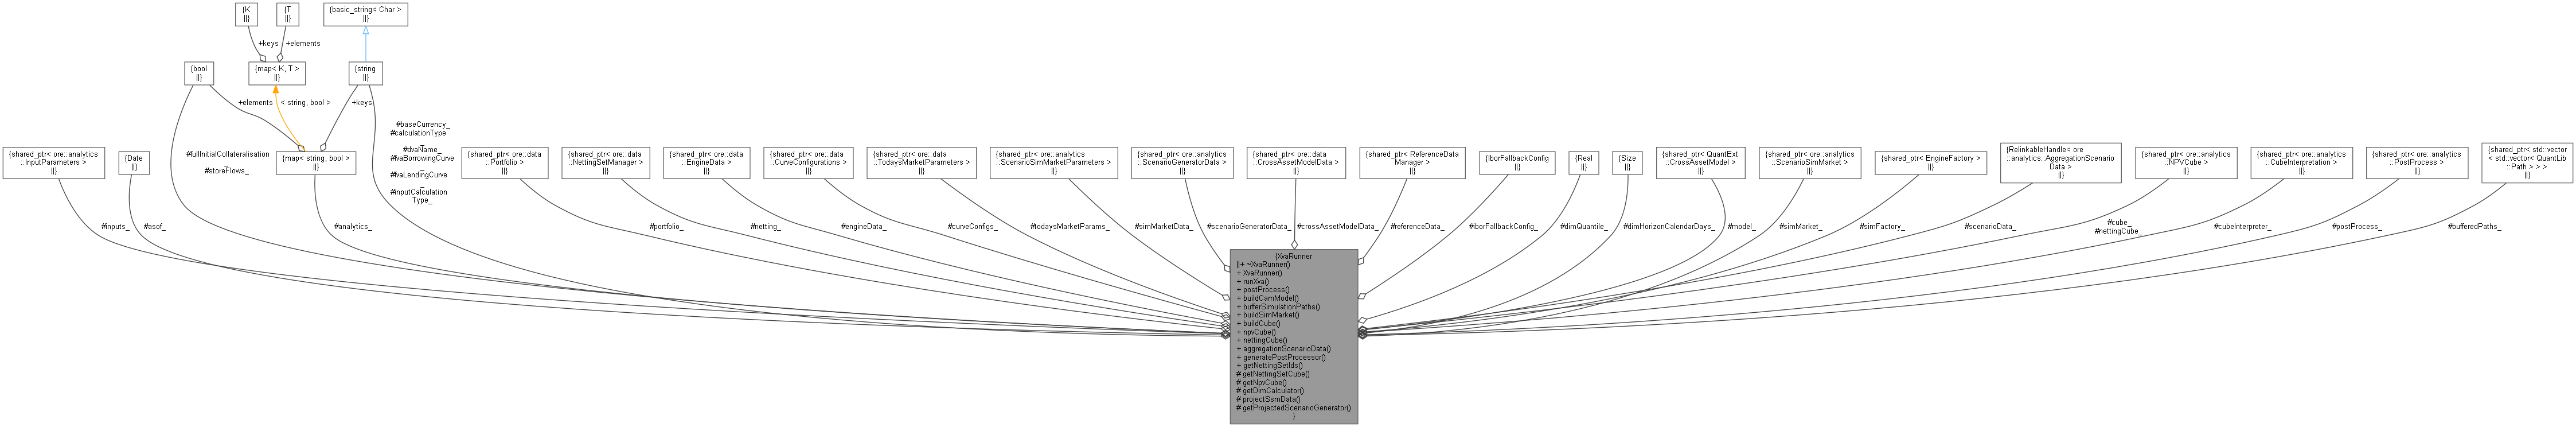 {K
||}
{T
||}
{basic_string< Char >
||}
+keys
+elements
{bool
||}
{map< K, T >
||}
{string
||}
+elements
< string, bool >
+keys
#fullInitialCollateralisation
_
#storeFlows_
#baseCurrency_
#calculationType
_
#dvaName_
#fvaBorrowingCurve
_
#fvaLendingCurve
_
#inputCalculation
Type_
{shared_ptr< ore::analytics
::InputParameters >
||}
{Date
||}
{map< string, bool >
||}
{shared_ptr< ore::data
::Portfolio >
||}
{shared_ptr< ore::data
::NettingSetManager >
||}
{shared_ptr< ore::data
::EngineData >
||}
{shared_ptr< ore::data
::CurveConfigurations >
||}
{shared_ptr< ore::data
::TodaysMarketParameters >
||}
{shared_ptr< ore::analytics
::ScenarioSimMarketParameters >
||}
{shared_ptr< ore::analytics
::ScenarioGeneratorData >
||}
{shared_ptr< ore::data
::CrossAssetModelData >
||}
{shared_ptr< ReferenceData
Manager >
||}
{IborFallbackConfig
||}
{Real
||}
{Size
||}
{shared_ptr< QuantExt
::CrossAssetModel >
||}
{shared_ptr< ore::analytics
::ScenarioSimMarket >
||}
{shared_ptr< EngineFactory >
||}
{RelinkableHandle< ore
::analytics::AggregationScenario
Data >
||}
{shared_ptr< ore::analytics
::NPVCube >
||}
{shared_ptr< ore::analytics
::CubeInterpretation >
||}
{shared_ptr< ore::analytics
::PostProcess >
||}
{shared_ptr< std::vector
< std::vector< QuantLib
::Path > > >
||}
#inputs_
#asof_
#analytics_
#portfolio_
#netting_
#engineData_
#curveConfigs_
#todaysMarketParams_
#simMarketData_
#scenarioGeneratorData_
#crossAssetModelData_
#referenceData_
#iborFallbackConfig_
#dimQuantile_
#dimHorizonCalendarDays_
#model_
#simMarket_
#simFactory_
#scenarioData_
#cube_
#nettingCube_
#cubeInterpreter_
#postProcess_
#bufferedPaths_
{XvaRunner
||+ ~XvaRunner()
+ XvaRunner()
+ runXva()
+ postProcess()
+ buildCamModel()
+ bufferSimulationPaths()
+ buildSimMarket()
+ buildCube()
+ npvCube()
+ nettingCube()
+ aggregationScenarioData()
+ generatePostProcessor()
+ getNettingSetIds()
# getNettingSetCube()
# getNpvCube()
# getDimCalculator()
# projectSsmData()
# getProjectedScenarioGenerator()
}